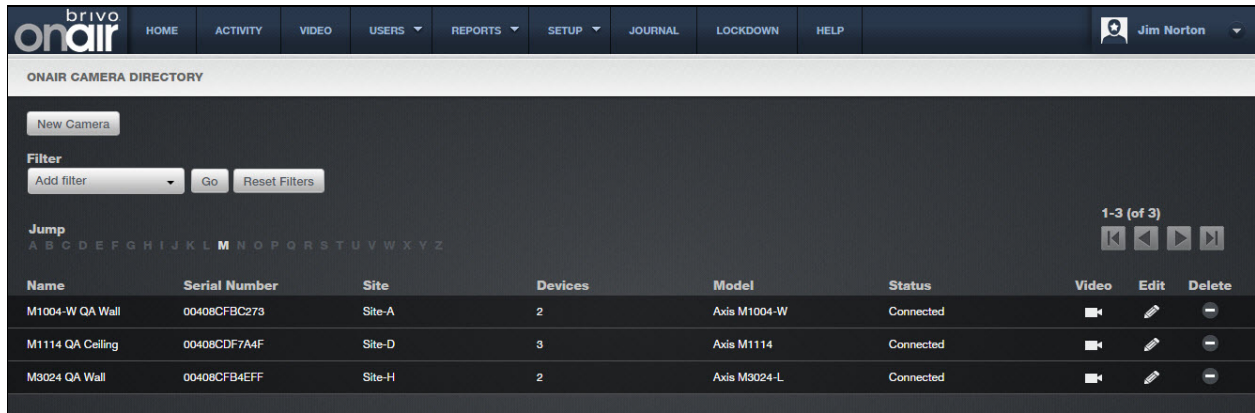 brivo
onair
HOME ACTIVITY VIDEO USERS REPORTS SETUP JOURNAL LOCKDOWN HELP Jim Norton
ONAIR CAMERA DIRECTORY
New Camera
Filter
Add filter Go Reset Filters
1-3 (of 3)
Jump
A B C D E F G H I J K L M N O P Q R S T U V W X Y Z
Name Serial Number Site Devices Model Status Video Edit Delete
M1004-W QA Wall 00408CFBC273 Site-A 2 Axis M1004-W Connected
M1114 QA Ceiling 00408CDF7A4F Site-D 3 Axis M1114 Connected
M3024 QA Wall 00408CFB4EFF Site-H 2 Axis M3024-L Connected